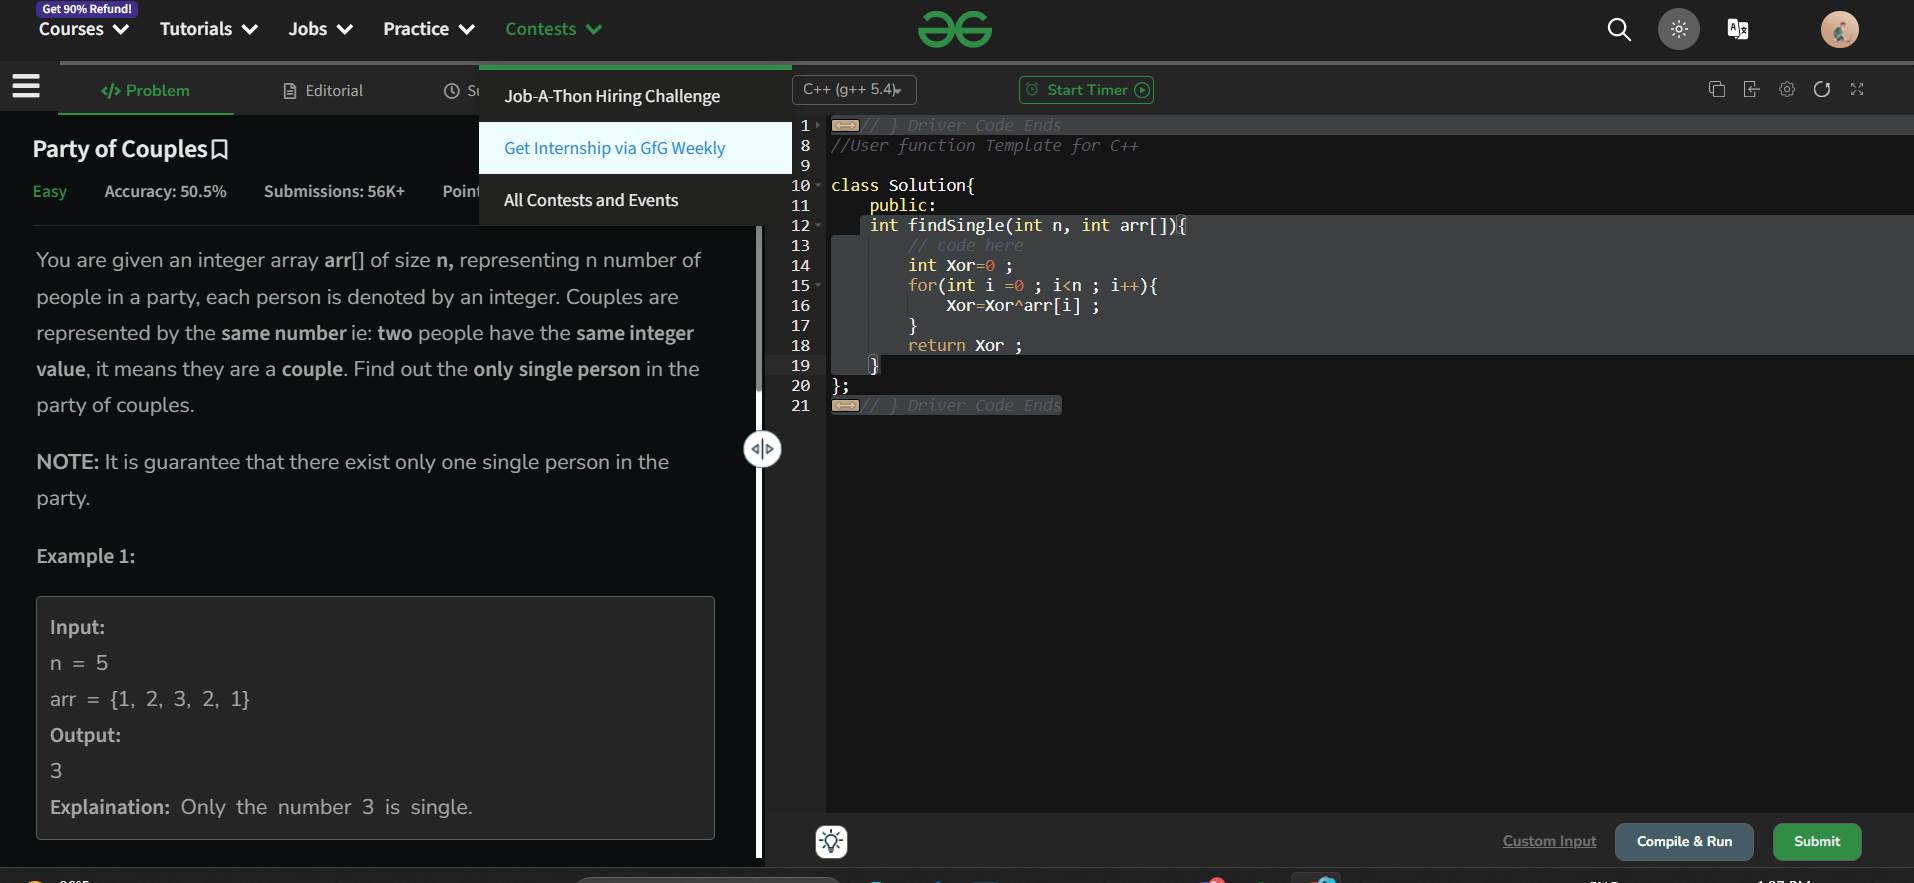 Get 90% Refund!
Courses
Tutorials
Jobs
Practice
Contests
</> Problem
Editorial
Job-A-Thon Hiring Challenge
Get Internship via GfG Weekly
All Contests and Events
C++ (g++ 5.4)
Start Timer
Party of Couples
Easy
Accuracy: 50.5%
Submissions: 56K+
You are given an integer array arr[] of size n, representing n number of
people in a party, each person is denoted by an integer. Couples are
represented by the same number ie: two people have the same integer
value, it means they are a couple. Find out the only single person in the
party of couples.
NOTE: It is guarantee that there exist only one single person in the
party.
Example 1:
Input:
n = 5
arr = {1, 2, 3, 2, 1}
Output:
3
Explaination: Only the number 3 is single.
1 // } Driver Code Ends
8 //User function Template for C++
9
10 class Solution{
11 public:
12 int findSingle(int n, int arr[]){
13 // code here
14 int Xor=0 ;
15 for(int i =0 ; i<n ; i++){
16 Xor=Xor^arr[i] ;
17 }
18 return Xor ;
19 }
20 };
21 // } Driver Code Ends
Custom Input
Compile & Run
Submit